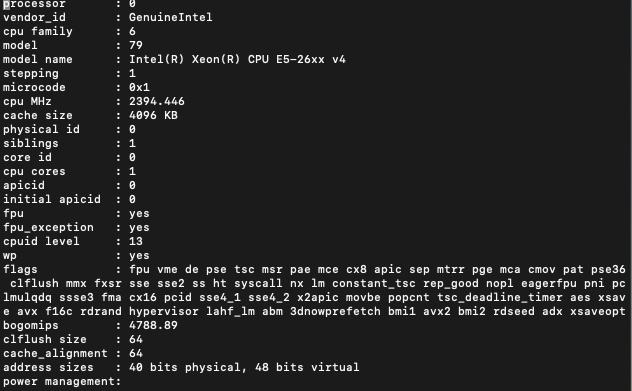 processor : 0
vendor_id : GenuineIntel
cpu family : 6
model : 79
model name : Intel(R) Xeon(R) CPU E5-26xx v4
stepping : 1
microcode : 0x1
cpu MHz : 2394.446
cache size : 4096 KB
physical id : 0
siblings : 1
core id : 0
cpu cores : 1
apicid : 0
initial apicid : 0
fpu : yes
fpu_exception : yes
cpuid level : 13
wp : yes
flags : fpu vme de pse tsc msr pae mce cx8 apic sep mtrr pge mca cmov pat pse36
clflush mmx fxsr sse sse2 ss ht syscall nx lm constant_tsc rep_good nopl eagerfpu pni pc
lmulqdq ssse3 fma cx16 pcid sse4_1 sse4_2 x2apic movbe popcnt tsc_deadline_timer aes xsav
e avx f16c rdrand hypervisor lahf_lm abm 3dnowprefetch bmi1 avx2 bmi2 rdseed adx xsaveopt
bogomips : 4788.89
clflush size : 64
cache_alignment : 64
address sizes : 40 bits physical, 48 bits virtual
power management: